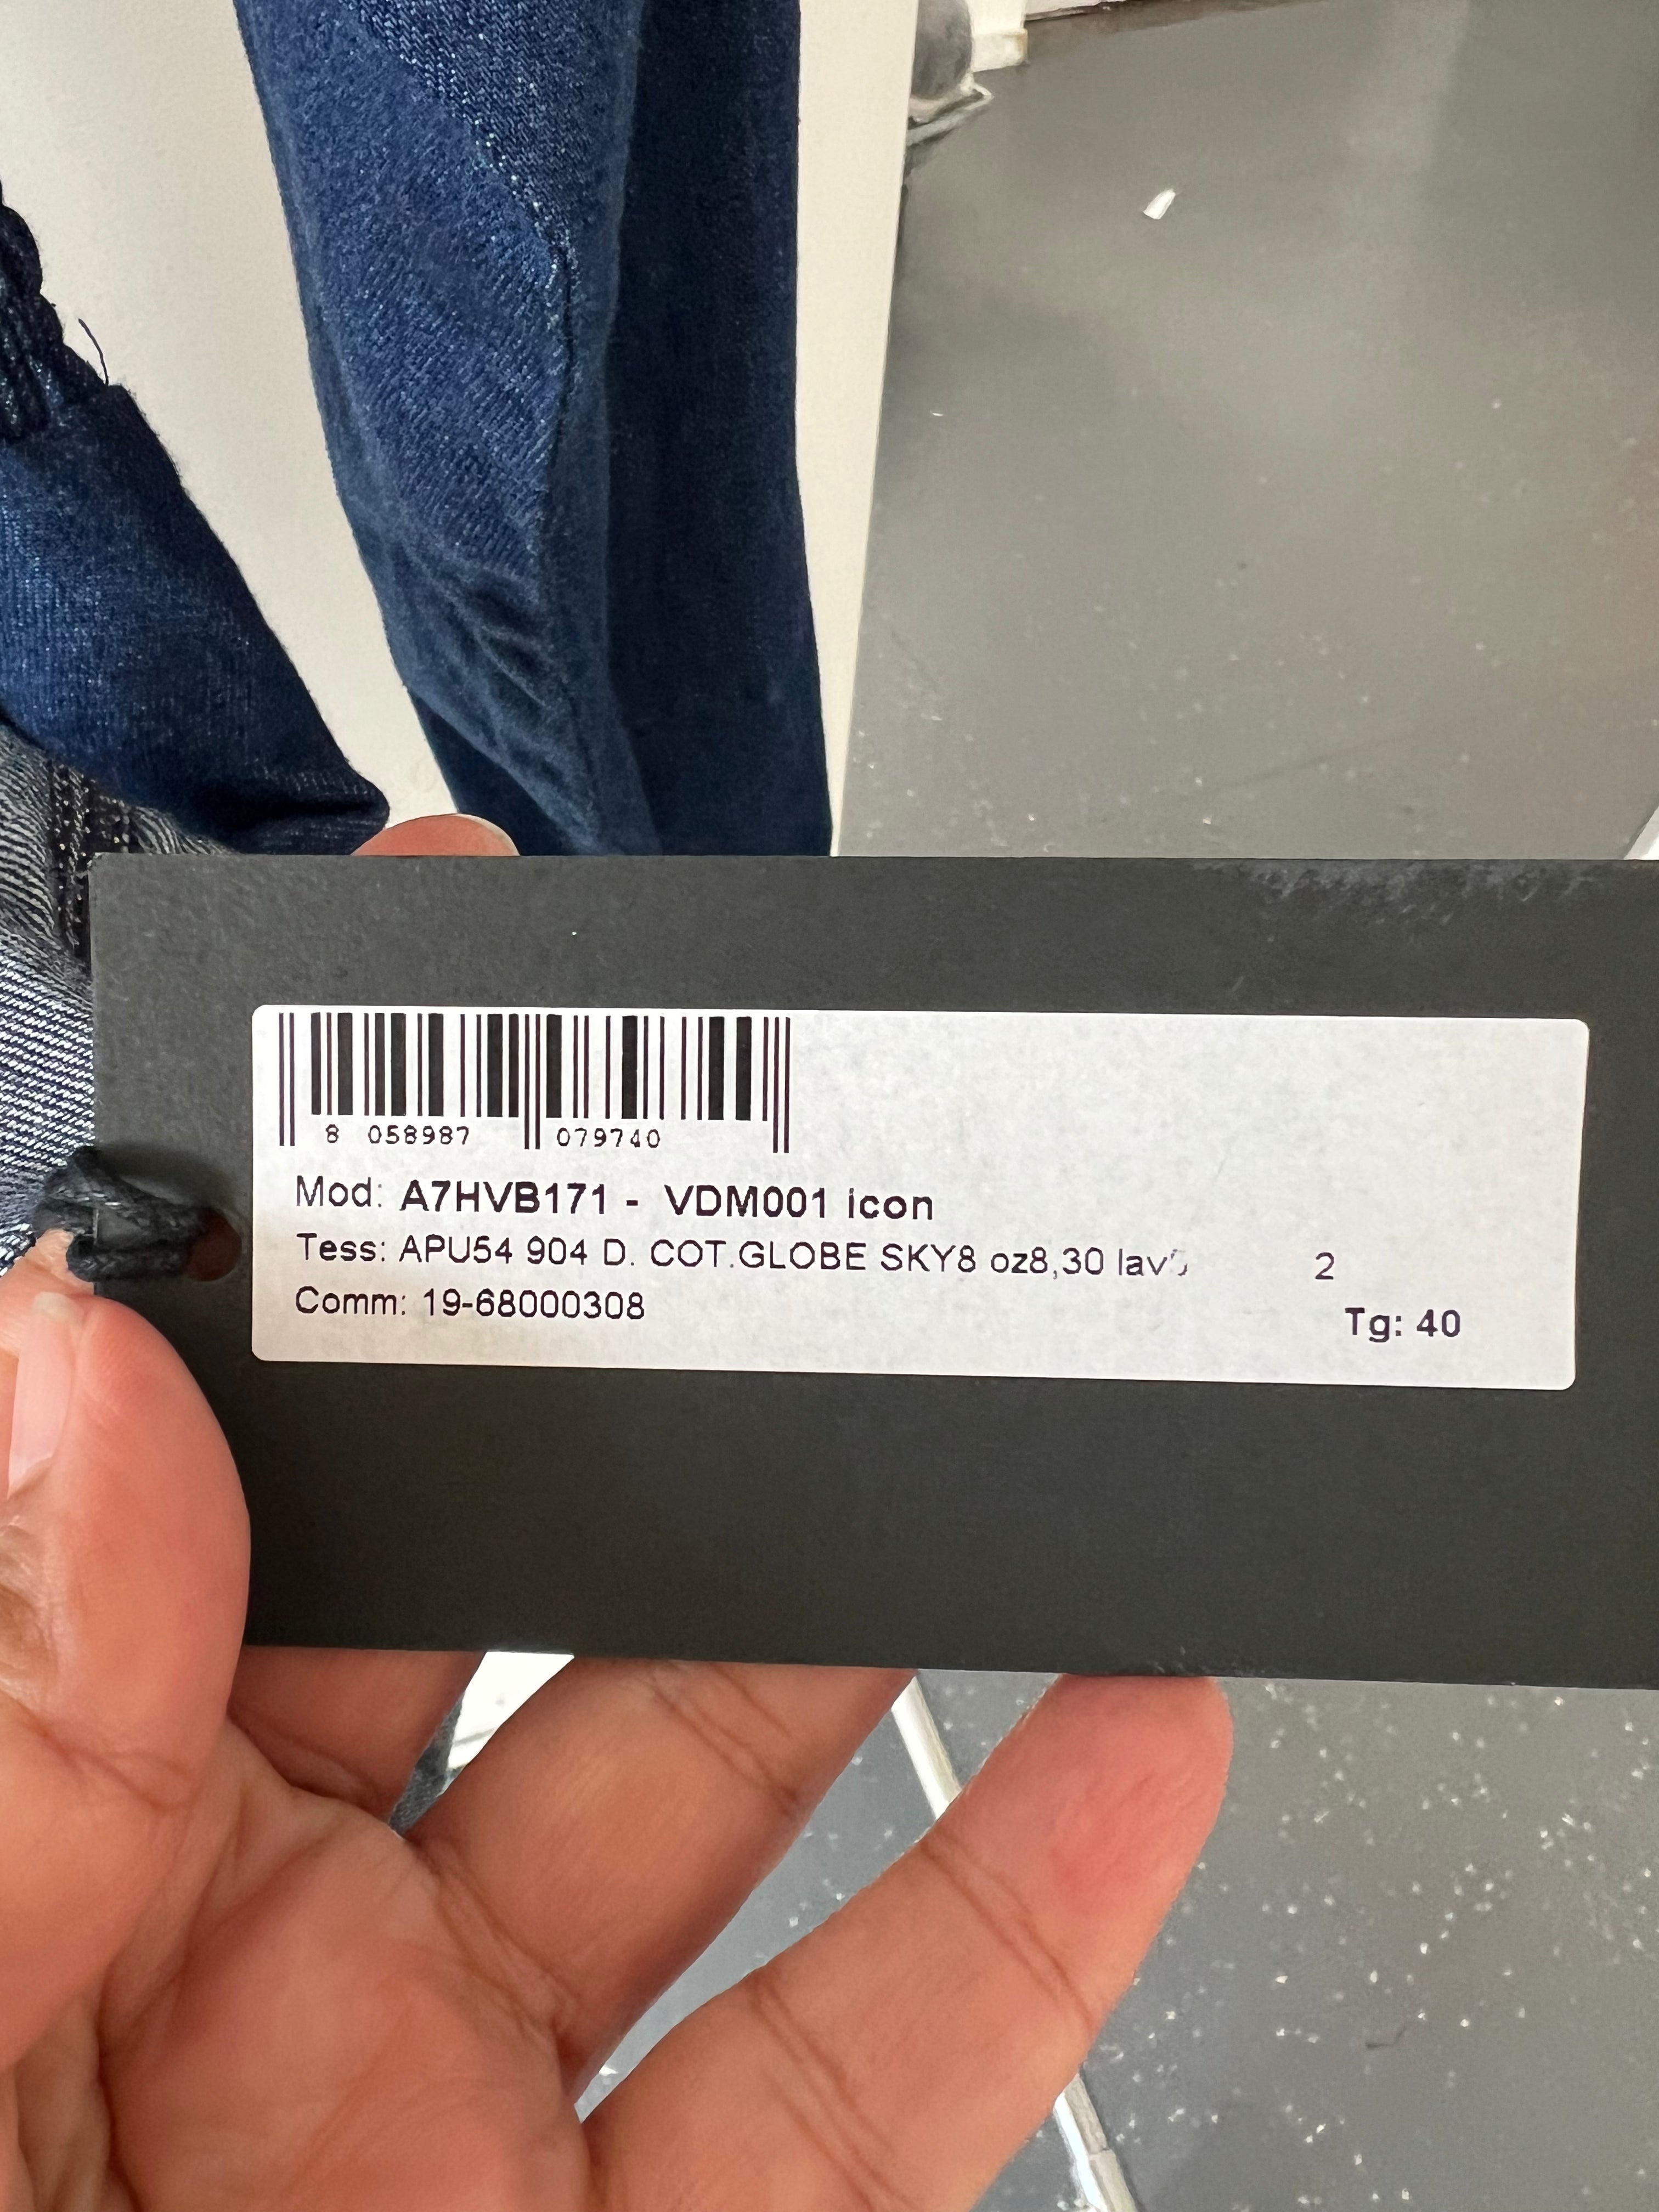 8 058987 079740
Mod: A7HVB171 - VDM001 icon
Tess: APU54 904 D. COT.GLOBE SKY8 oz8,30 2
Comm: 19-68000308
Tg: 40